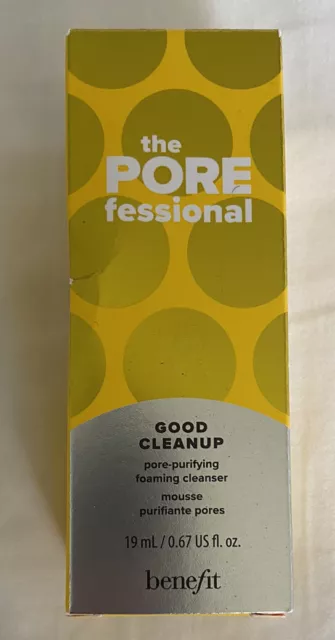 the
PORE
fessional
GOOD
CLEANUP
pore-purifying
foaming cleanser
mousse
purifiante pores
19 mL / 0.67 US fl. oz.
benefit